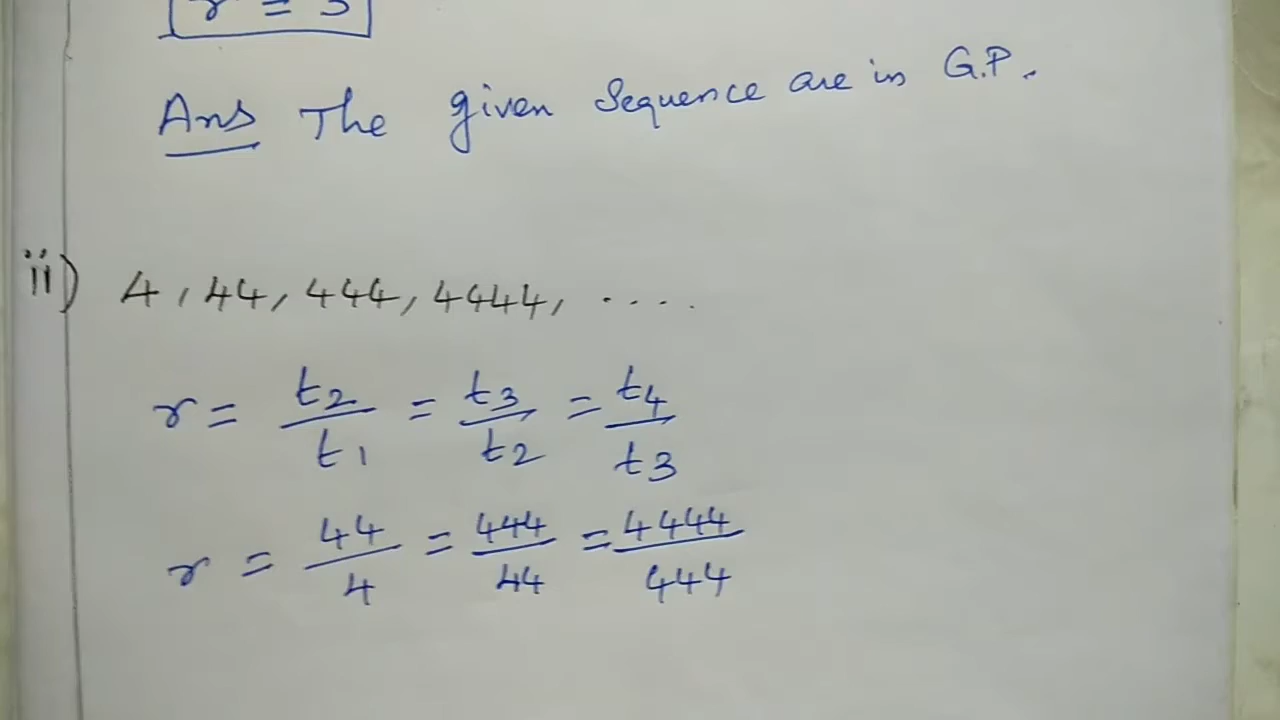 r = 3
Ans The given Sequence are in G.P.
ii) 4, 44, 444, 4444, ....
r = t2/t1 = t3/t2 = t4/t3
r = 44/4 = 444/44 = 4444/444